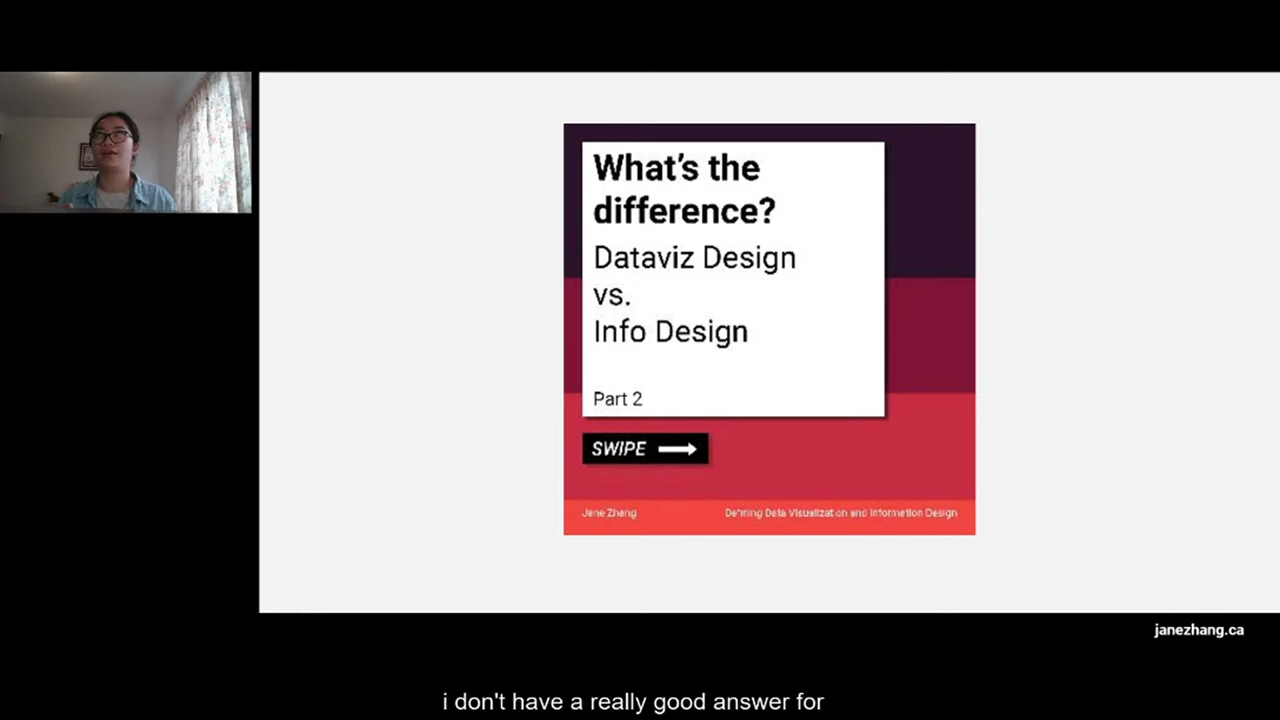 What's the
difference?
Dataviz Design
vs.
Info Design
Part 2
SWIPE
Jane Zhang
Defining Data Visualization and Information Design
janezhang.ca
i don't have a really good answer for